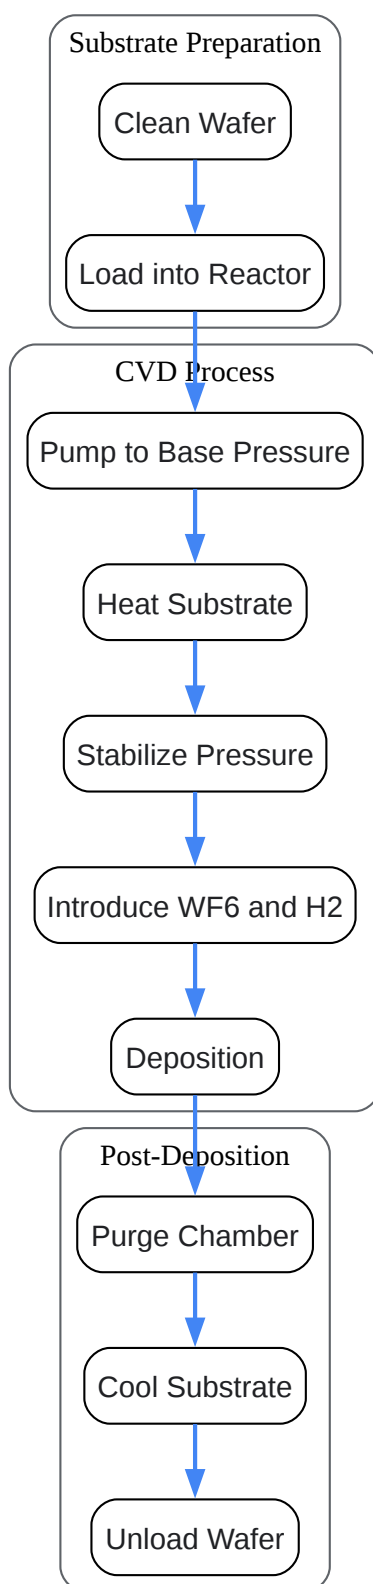 Substrate Preparation
Clean Wafer
Load into Reactor
CVD Process
Pump to Base Pressure
Heat Substrate
Stabilize Pressure
Introduce WF6 and H2
Deposition
Post-Deposition
Purge Chamber
Cool Substrate
Unload Wafer